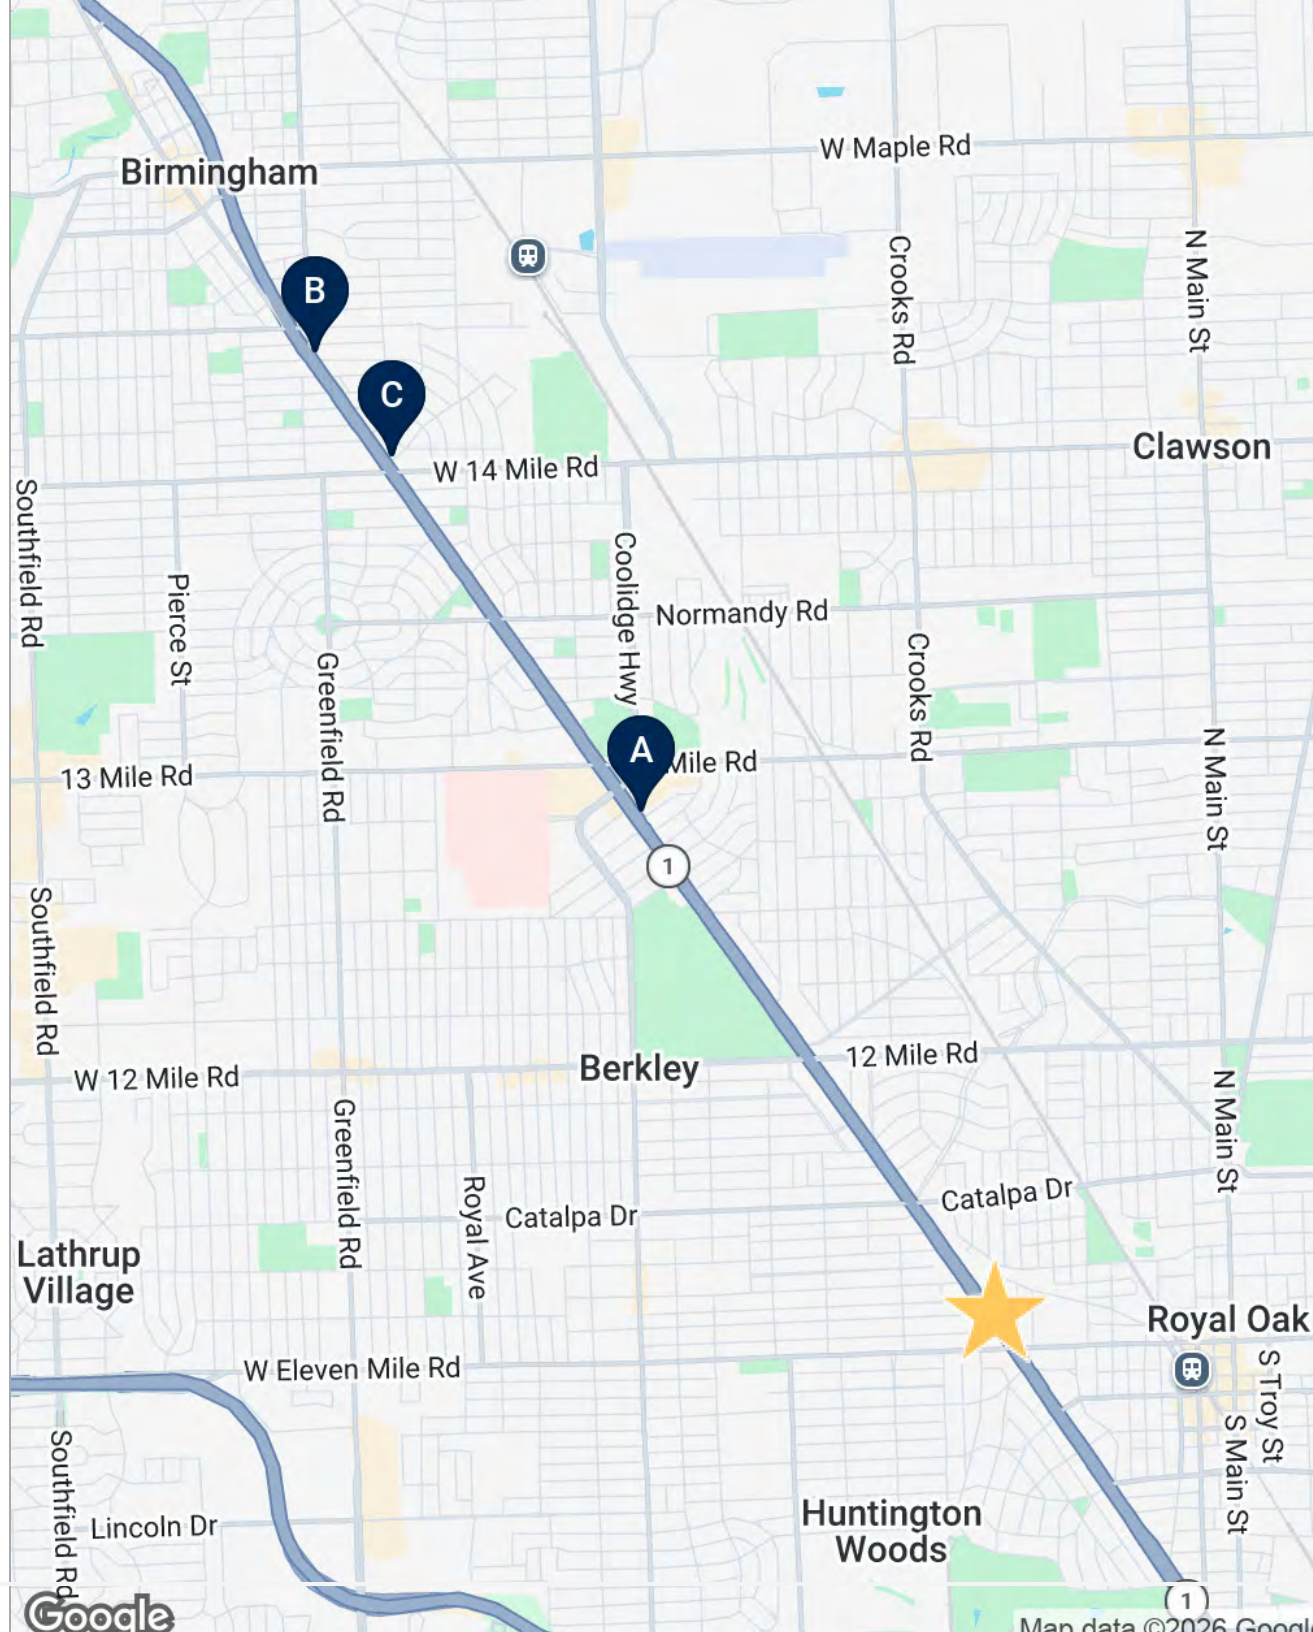 W Maple Rd
Birmingham
N Main St
Crooks Rd
B
C
Clawson
W 14 Mile Rd
Southfield Rd
Coolidge Hwy
Pierce St
Normandy Rd
Crooks Rd
Greenfield Rd
N Main St
A
Mile Rd
13 Mile Rd
1
Southfield Rd
12 Mile Rd
Berkley
W 12 Mile Rd
N Main St
Greenfield Rd
Catalpa Dr
Royal Ave
Catalpa Dr
Lathrup
Village
Royal Oak
W Eleven Mile Rd
S Troy St
S Main St
Southfield Rd
Huntington
Woods
Lincoln Dr
1
Google
Map data ©2026 Google